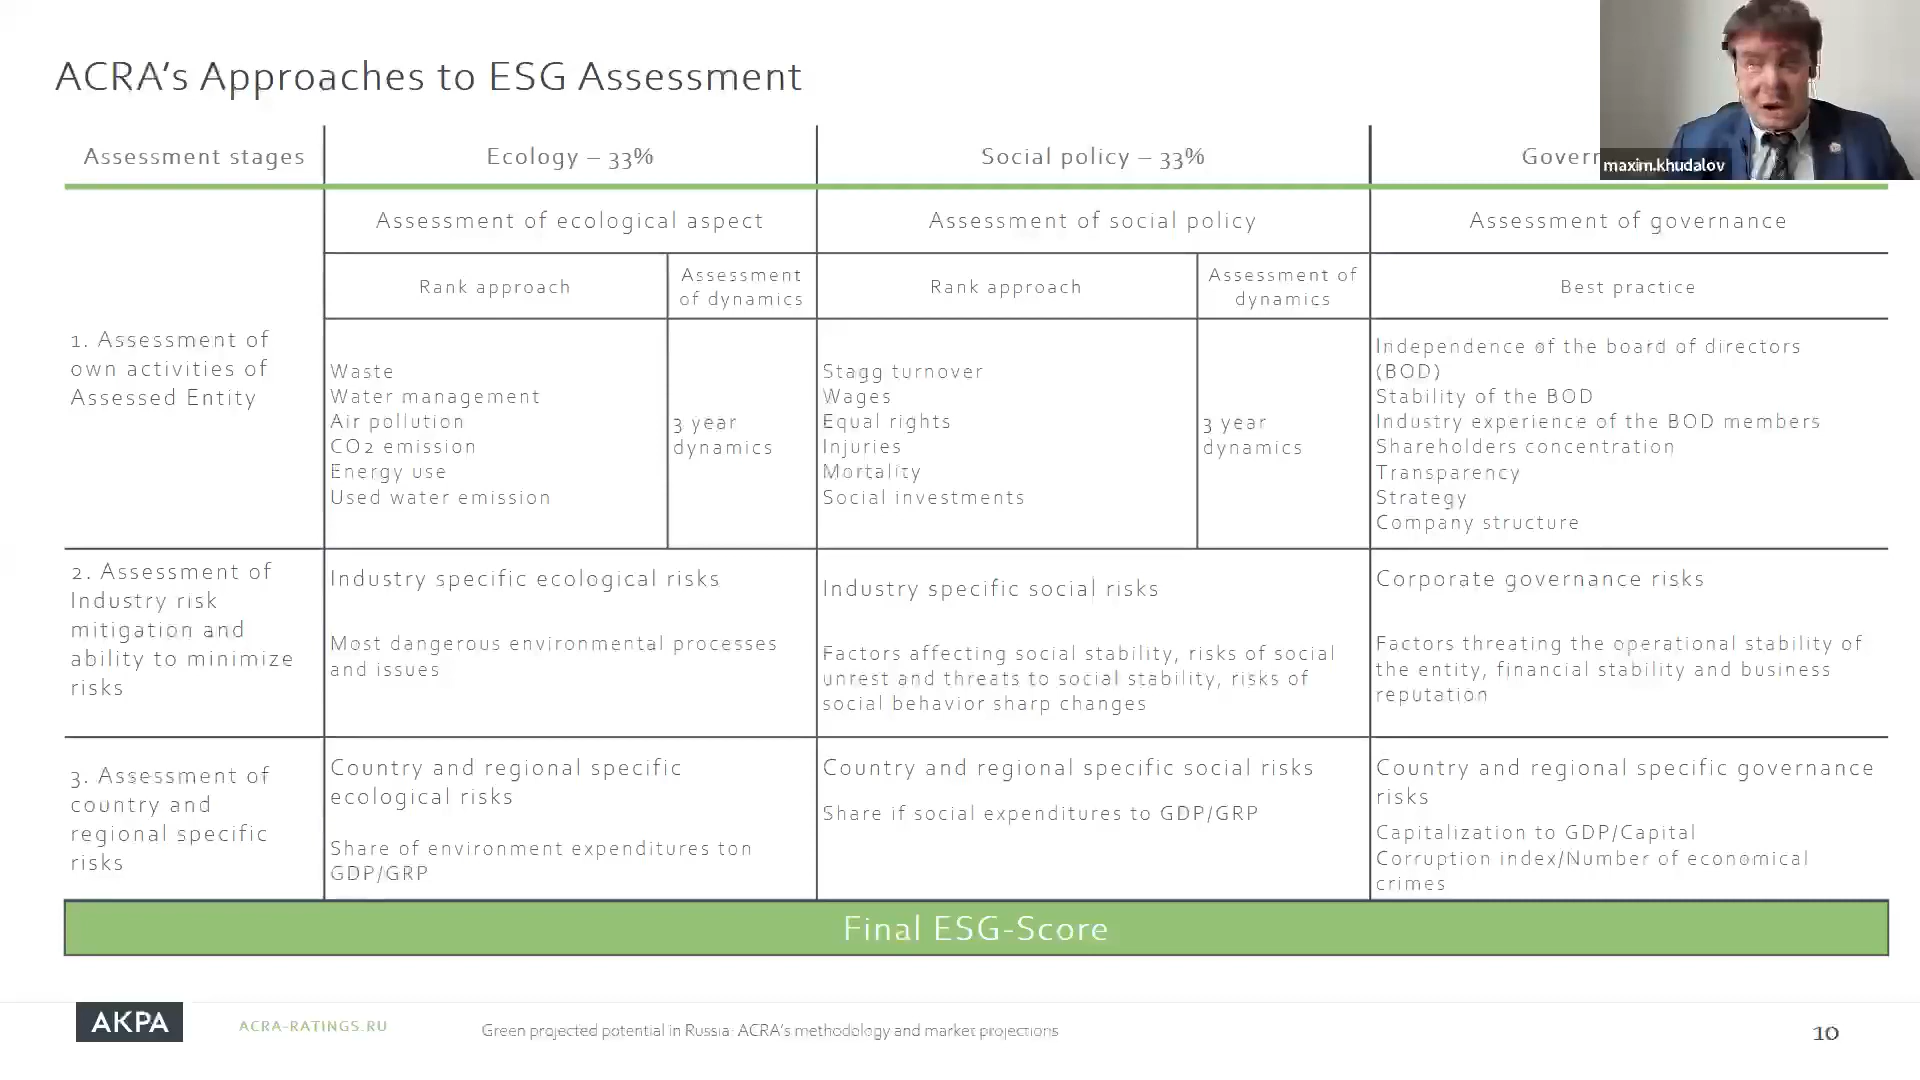 ACRA's Approaches to ESG Assessment
maxim.khudalov
Assessment stages
Ecology – 33%
Social policy – 33%
Assessment of ecological aspect
Assessment of social policy
Assessment of governance
Rank approach
Assessment
of dynamics
Rank approach
Assessment of
dynamics
Best practice
1. Assessment of
own activities of
Assessed Entity
Waste
Water management
Air pollution
CO2 emission
Energy use
Used water emission
3 year
dynamics
Stagg turnover
Wages
Equal rights
Injuries
Mortality
Social investments
3 year
dynamics
Independence of the board of directors
(BOD)
Stability of the BOD
Industry experience of the BOD members
Shareholders concentration
Transparency
Strategy
Company structure
2. Assessment of
Industry risk
mitigation and
ability to minimize
risks
Industry specific ecological risks
Most dangerous environmental processes
and issues
Industry specific social risks
Factors affecting social stability, risks of social
unrest and threats to social stability, risks of
social behavior sharp changes
Corporate governance risks
Factors threating the operational stability of
the entity, financial stability and business
reputation
3. Assessment of
country and
regional specific
risks
Country and regional specific
ecological risks
Share of environment expenditures ton
GDP/GRP
Country and regional specific social risks
Share if social expenditures to GDP/GRP
Country and regional specific governance
risks
Capitalization to GDP/Capital
Corruption index/Number of economical
crimes
Final ESG-Score
АКРА
ACRA-RATINGS.RU
Green projected potential in Russia: ACRA's methodology and market projections
10